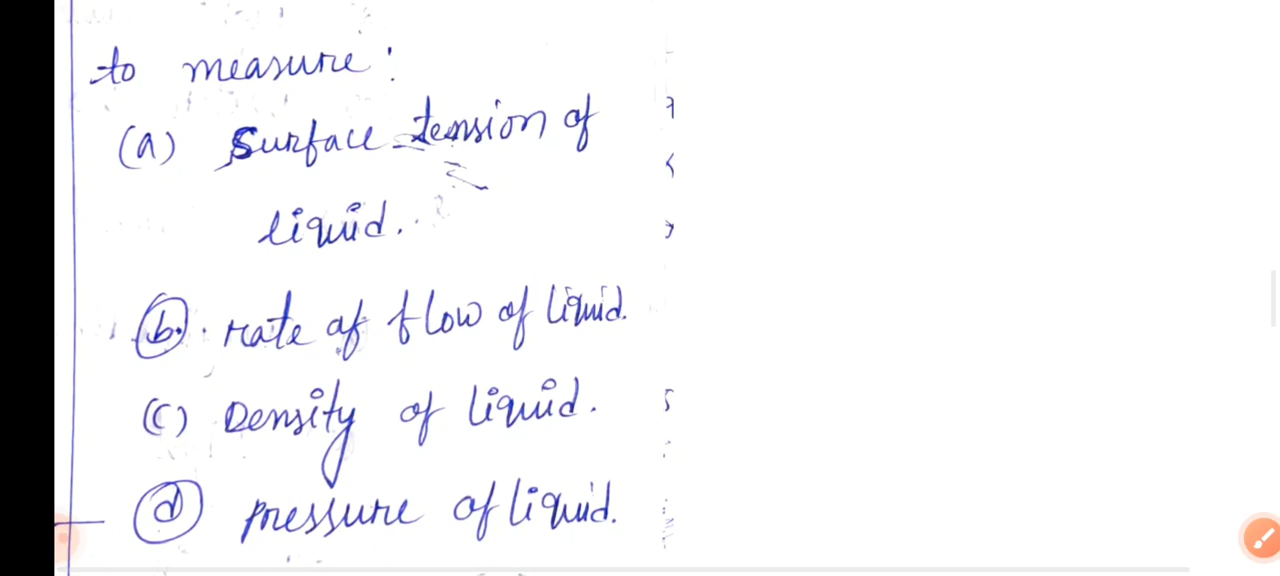 to measure:
(a) Surface tension of
liquid.
(b). rate of flow of liquid.
(c) Density of liquid.
(d) pressure of liquid.